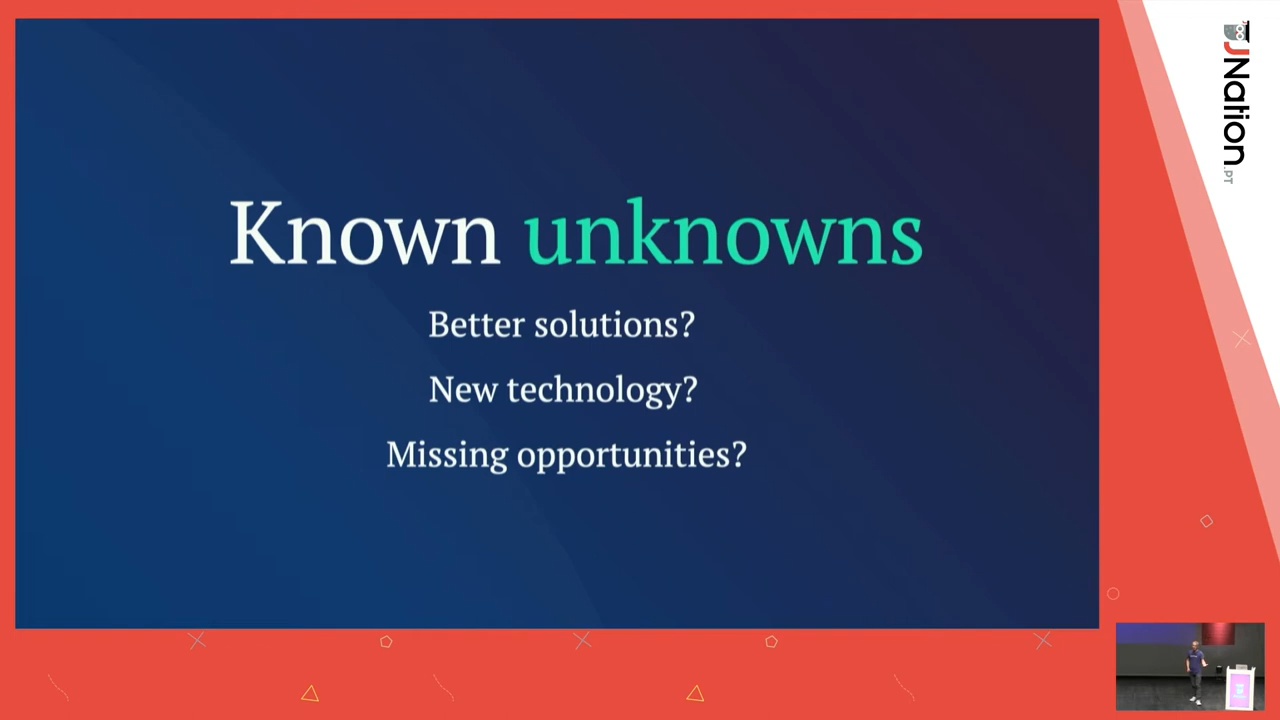 Known unknowns
Better solutions?
New technology?
Missing opportunities?
JNation
.PT